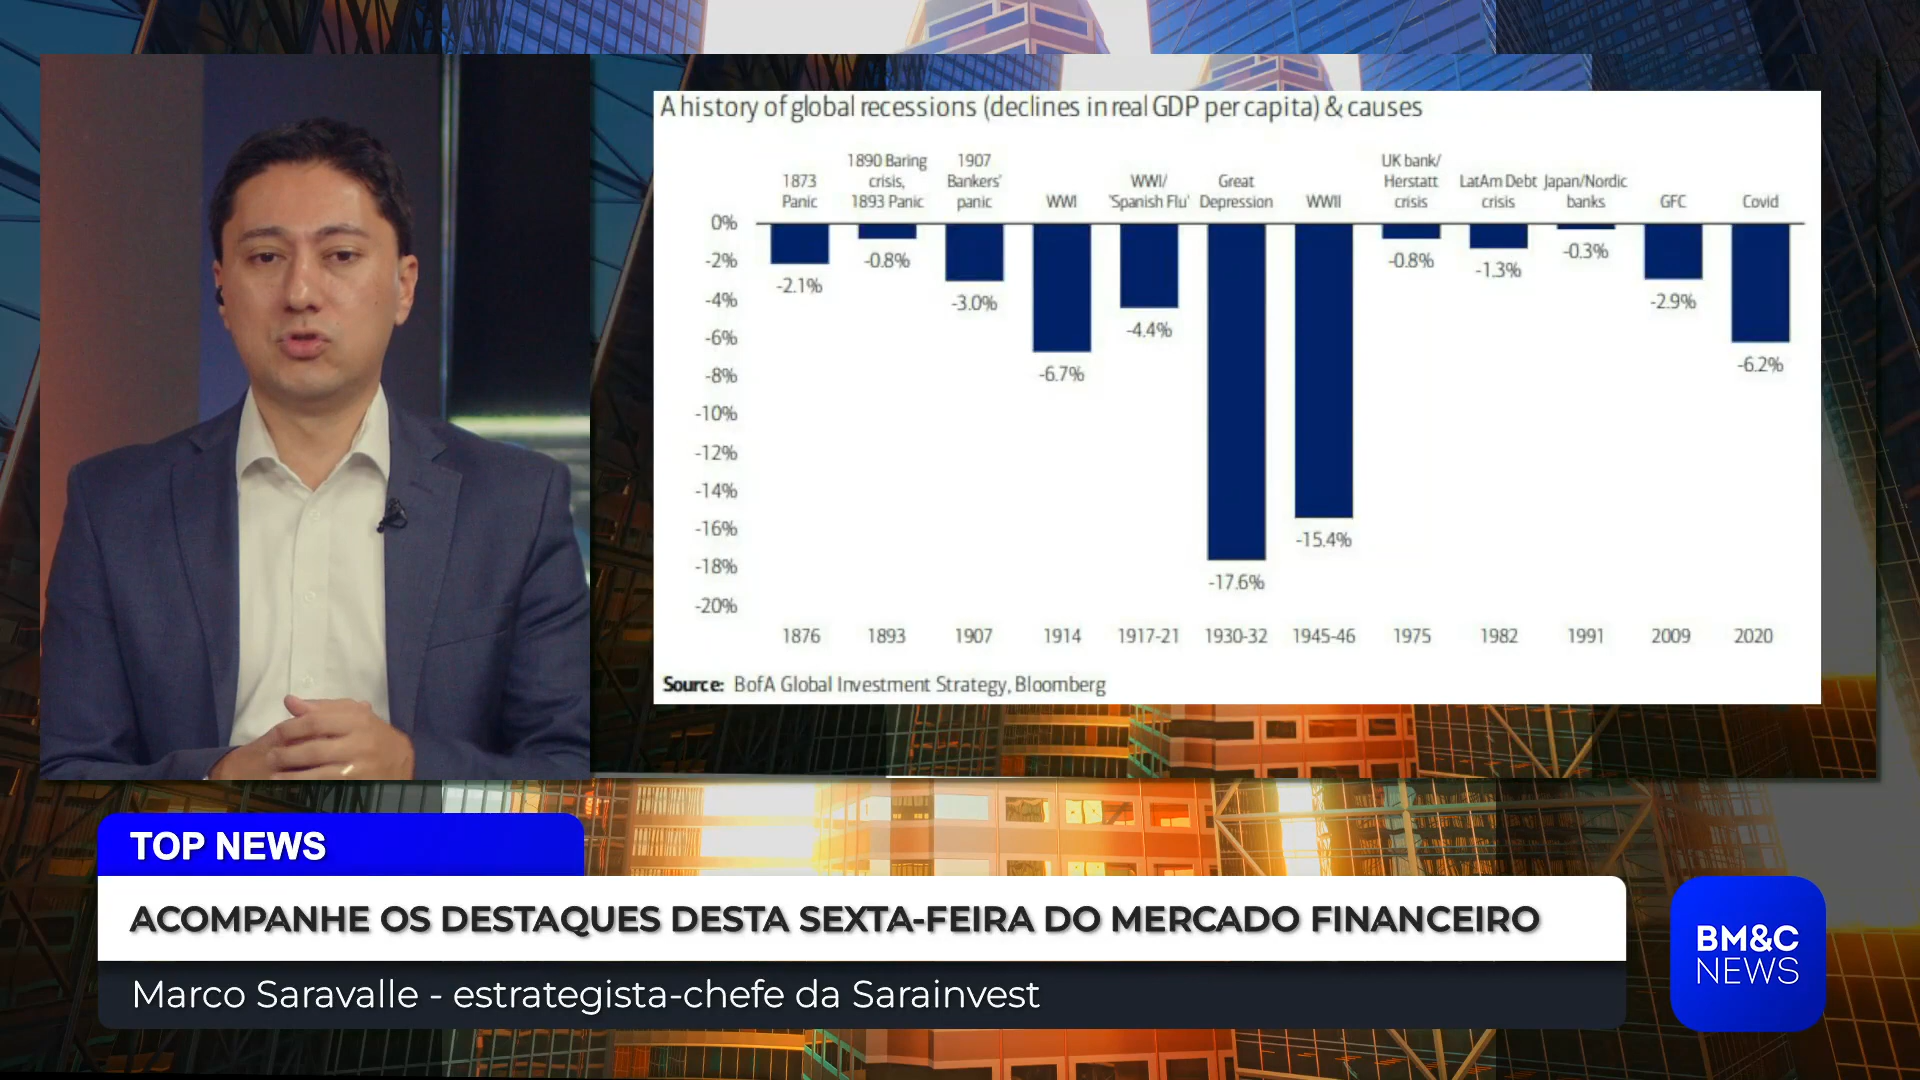 A history of global recessions (declines in real GDP per capita) & causes
1873
Panic
1890 Baring
crisis,
1893 Panic
1907
Bankers'
panic
WWI
WWI/
'Spanish Flu'
Great
Depression
WWII
UK bank/
Herstatt
crisis
LatAm Debt
crisis
Japan/Nordic
banks
GFC
Covid
0%
-2%
-4%
-6%
-8%
-10%
-12%
-14%
-16%
-18%
-20%
-2.1%
-0.8%
-3.0%
-6.7%
-4.4%
-17.6%
-15.4%
-0.8%
-1.3%
-0.3%
-2.9%
-6.2%
1876 1893 1907 1914 1917-21 1930-32 1945-46 1975 1982 1991 2009 2020
Source: BofA Global Investment Strategy, Bloomberg
TOP NEWS
ACOMPANHE OS DESTAQUES DESTA SEXTA-FEIRA DO MERCADO FINANCEIRO
Marco Saravalle - estrategista-chefe da Sarainvest
BM&C
NEWS